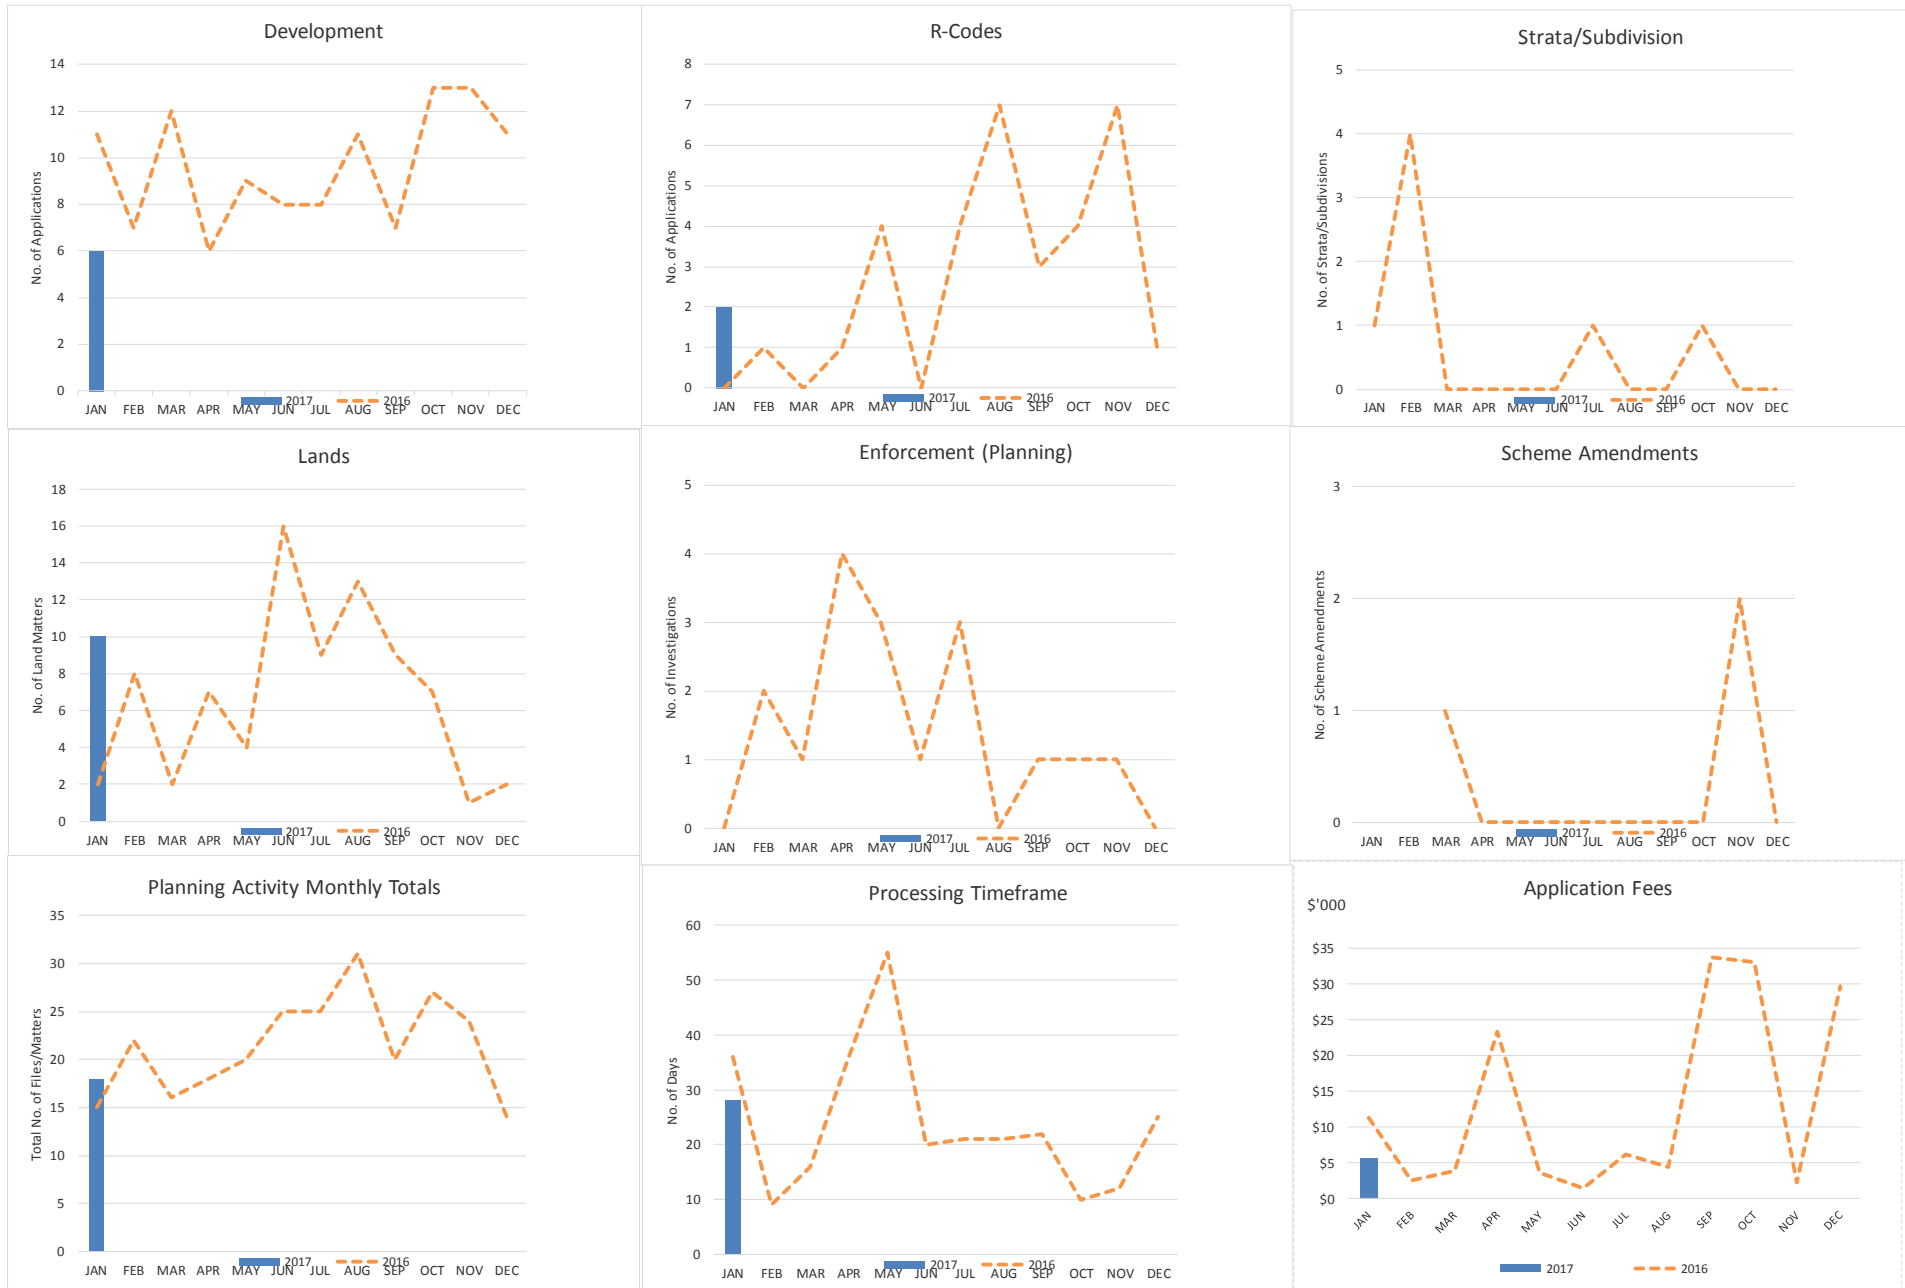 Development
No. of Applications
14
12
10
8
6
4
2
0
JAN FEB MAR APR MAY JUN JUL AUG SEP OCT NOV DEC
2017 2016
R-Codes
No. of Applications
8
7
6
5
4
3
2
1
0
JAN FEB MAR APR MAY JUN JUL AUG SEP OCT NOV DEC
2017 2016
Strata/Subdivision
No. of Strata/Subdivisions
5
4
3
2
1
0
JAN FEB MAR APR MAY JUN JUL AUG SEP OCT NOV DEC
2017 2016
Lands
No. of Land Matters
18
16
14
12
10
8
6
4
2
0
JAN FEB MAR APR MAY JUN JUL AUG SEP OCT NOV DEC
2017 2016
Enforcement (Planning)
No. of Investigations
5
4
3
2
1
0
JAN FEB MAR APR MAY JUN JUL AUG SEP OCT NOV DEC
2017 2016
Scheme Amendments
No. of Scheme Amendments
3
2
1
0
JAN FEB MAR APR MAY JUN JUL AUG SEP OCT NOV DEC
2017 2016
Planning Activity Monthly Totals
Total No. of Files/Matters
35
30
25
20
15
10
5
0
JAN FEB MAR APR MAY JUN JUL AUG SEP OCT NOV DEC
2017 2016
Processing Timeframe
No. of Days
60
50
40
30
20
10
0
JAN FEB MAR APR MAY JUN JUL AUG SEP OCT NOV DEC
2017 2016
Application Fees
$'000
$35
$30
$25
$20
$15
$10
$5
$0
JAN FEB MAR APR MAY JUN JUL AUG SEP OCT NOV DEC
2017 2016